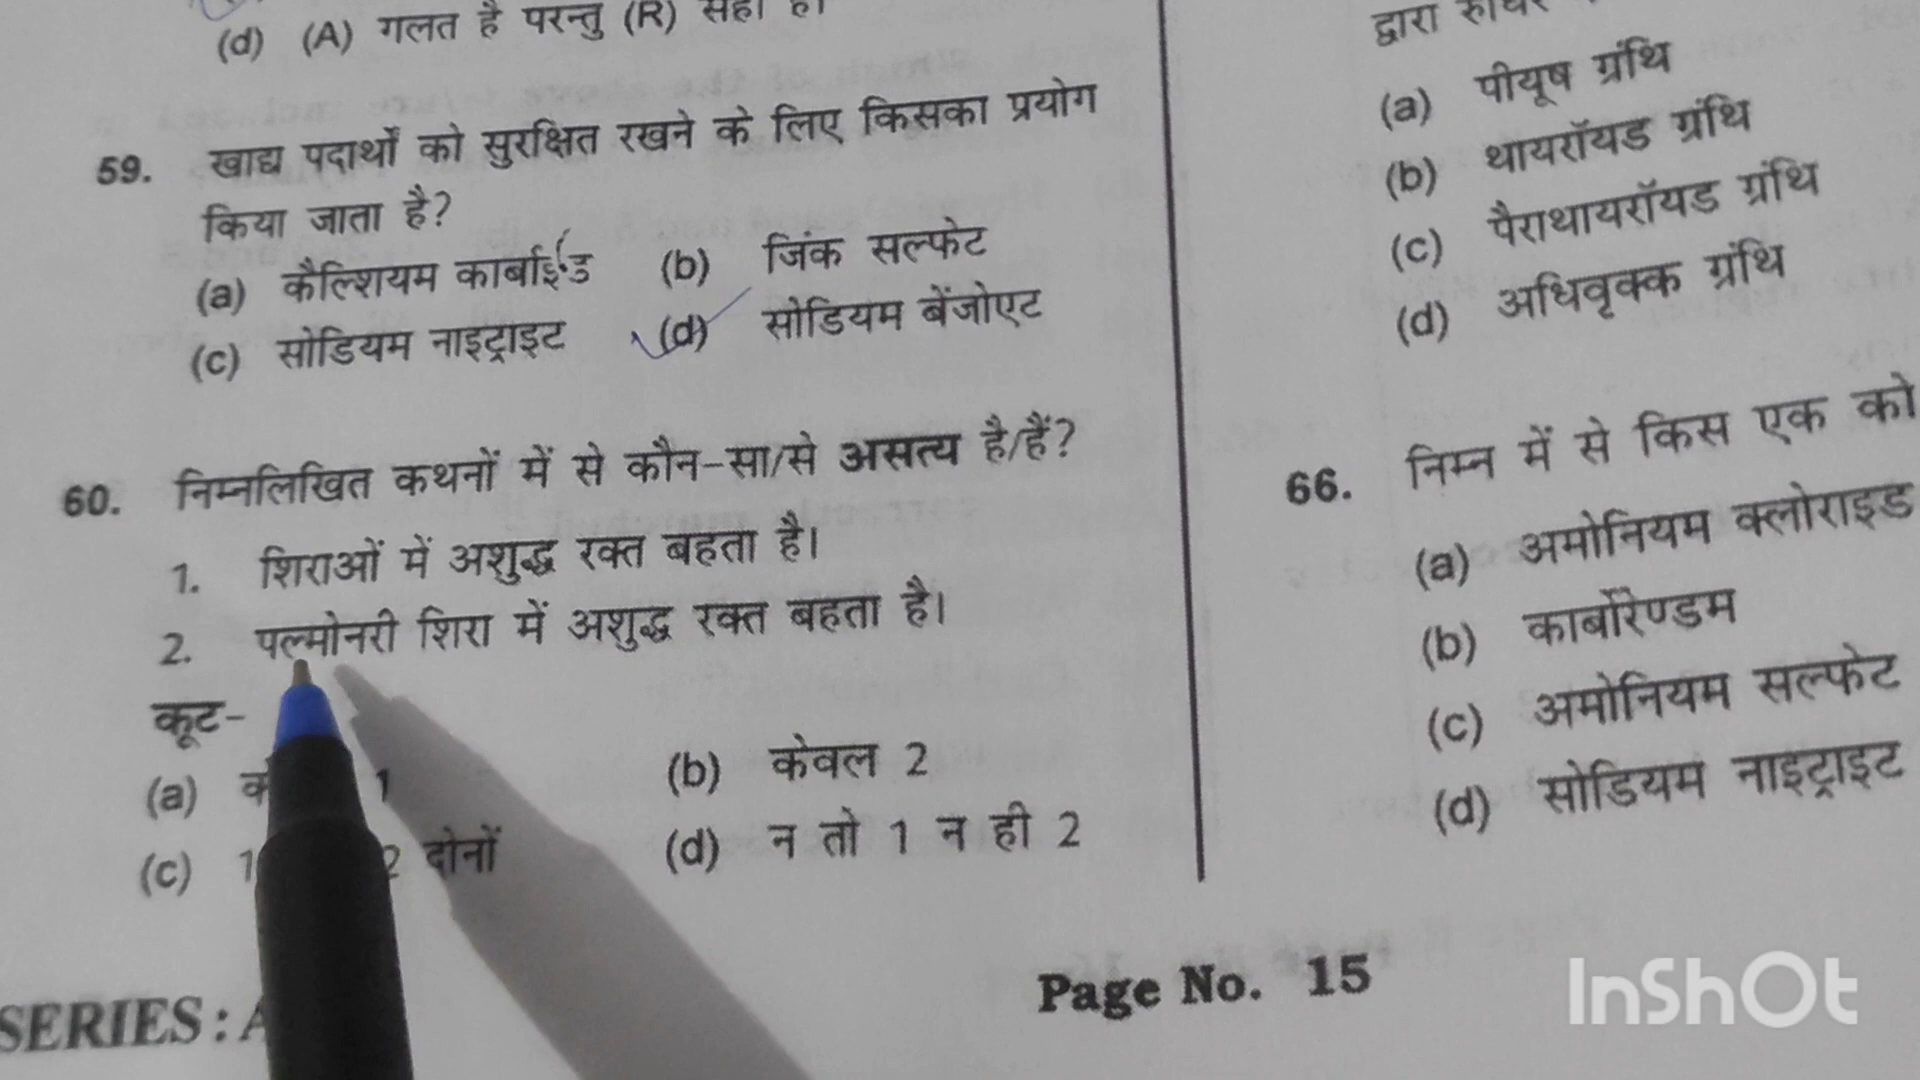 (d) (A) गलत है परन्तु (R)
59. खाद्य पदार्थों को सुरक्षित रखने के लिए किसका प्रयोग
किया जाता है?
(a) कैल्शियम कार्बाइड (b) जिंक सल्फेट
(c) सोडियम नाइट्राइट (d) सोडियम बेंजोएट
60. निम्नलिखित कथनों में से कौन-सा/से असत्य है/हैं?
1. शिराओं में अशुद्ध रक्त बहता है।
2. पल्मोनरी शिरा में अशुद्ध रक्त बहता है।
कूट-
(a) 1 (b) केवल 2
(c) 1 2 दोनों (d) न तो 1 न ही 2
SERIES :
Page No. 15
द्वारा
(a) पीयूष ग्रंथि
(b) थायरॉयड ग्रंथि
(c) पैराथायरॉयड ग्रंथि
(d) अधिवृक्क ग्रंथि
66. निम्न में से किस एक को
(a) अमोनियम क्लोराइड
(b) कार्बोरेण्डम
(c) अमोनियम सल्फेट
(d) सोडियम नाइट्राइट
InShOt